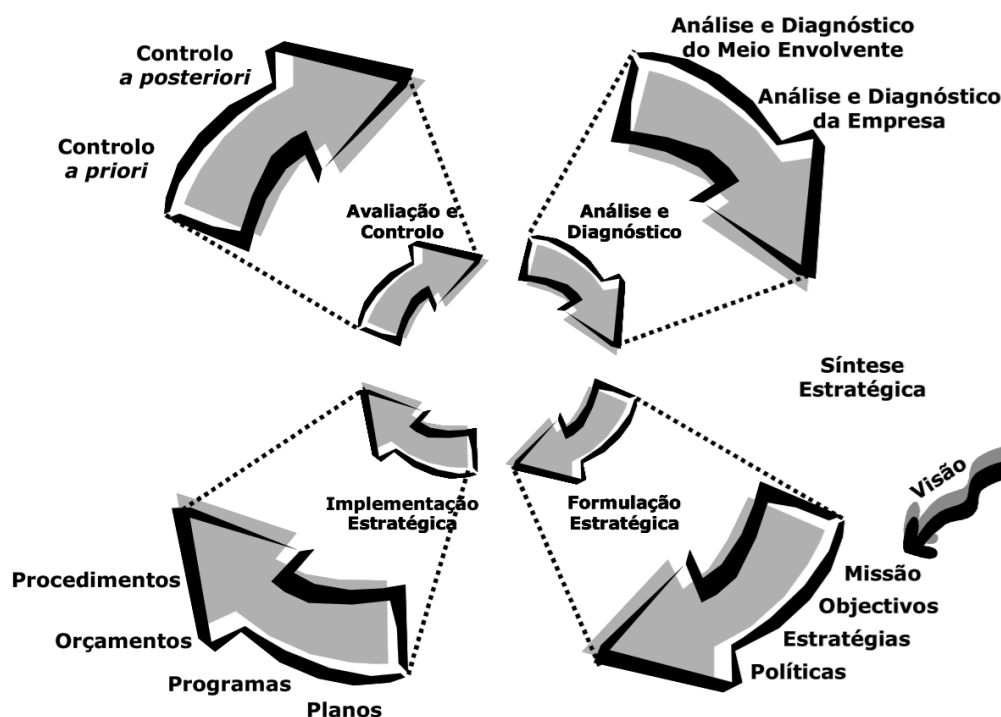 Controlo
a posteriori
Controlo
a priori
Análise e Diagnóstico
do Meio Envolvente
Análise e Diagnóstico
da Empresa
Avaliação e
Controlo
Análise e
Diagnóstico
Síntese
Estratégica
Visão
Implementação
Estratégica
Formulação
Estratégica
Missão
Objectivos
Estratégias
Políticas
Procedimentos
Orçamentos
Programas
Planos